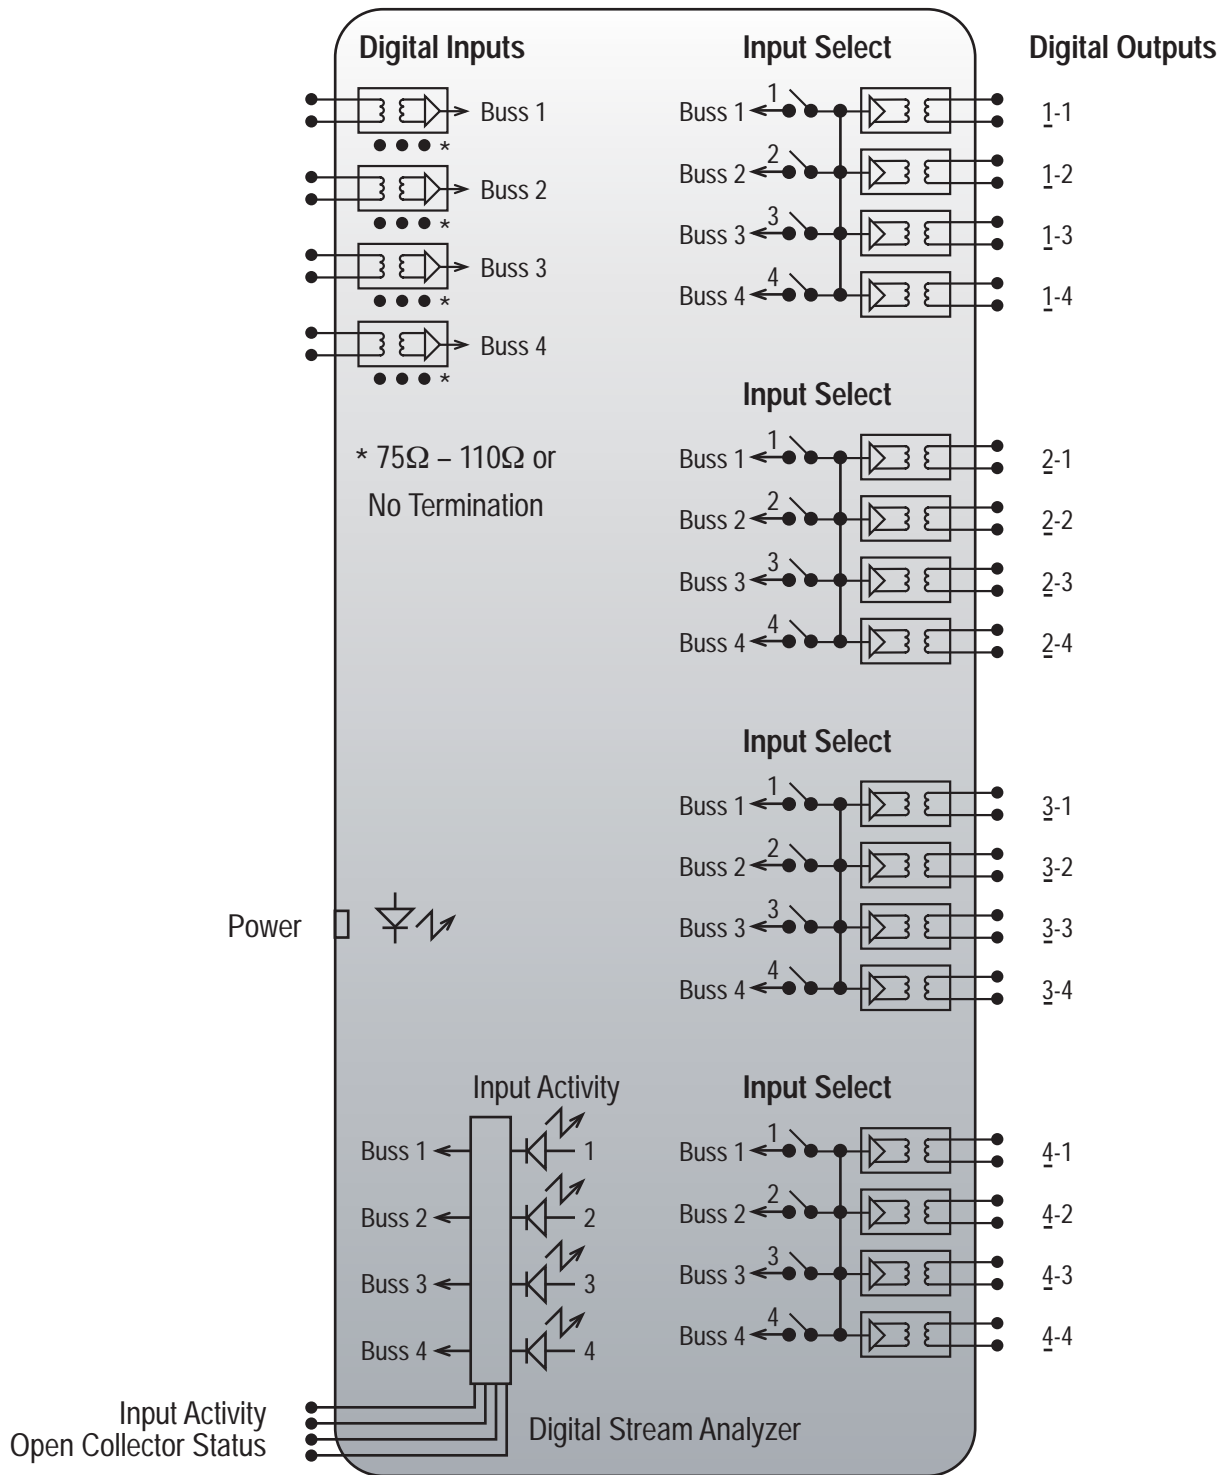 Digital Inputs
Buss 1
*
Buss 2
*
Buss 3
*
Buss 4
*
* 75Ω – 110Ω or
No Termination
Input Select
Digital Outputs
Buss 1 1 1-1
Buss 2 2 1-2
Buss 3 3 1-3
Buss 4 4 1-4
Input Select
Buss 1 1 2-1
Buss 2 2 2-2
Buss 3 3 2-3
Buss 4 4 2-4
Input Select
Buss 1 1 3-1
Buss 2 2 3-2
Buss 3 3 3-3
Buss 4 4 3-4
Power
Input Activity
Buss 1 1
Buss 2 2
Buss 3 3
Buss 4 4
Input Select
Buss 1 1 4-1
Buss 2 2 4-2
Buss 3 3 4-3
Buss 4 4 4-4
Input Activity
Open Collector Status
Digital Stream Analyzer